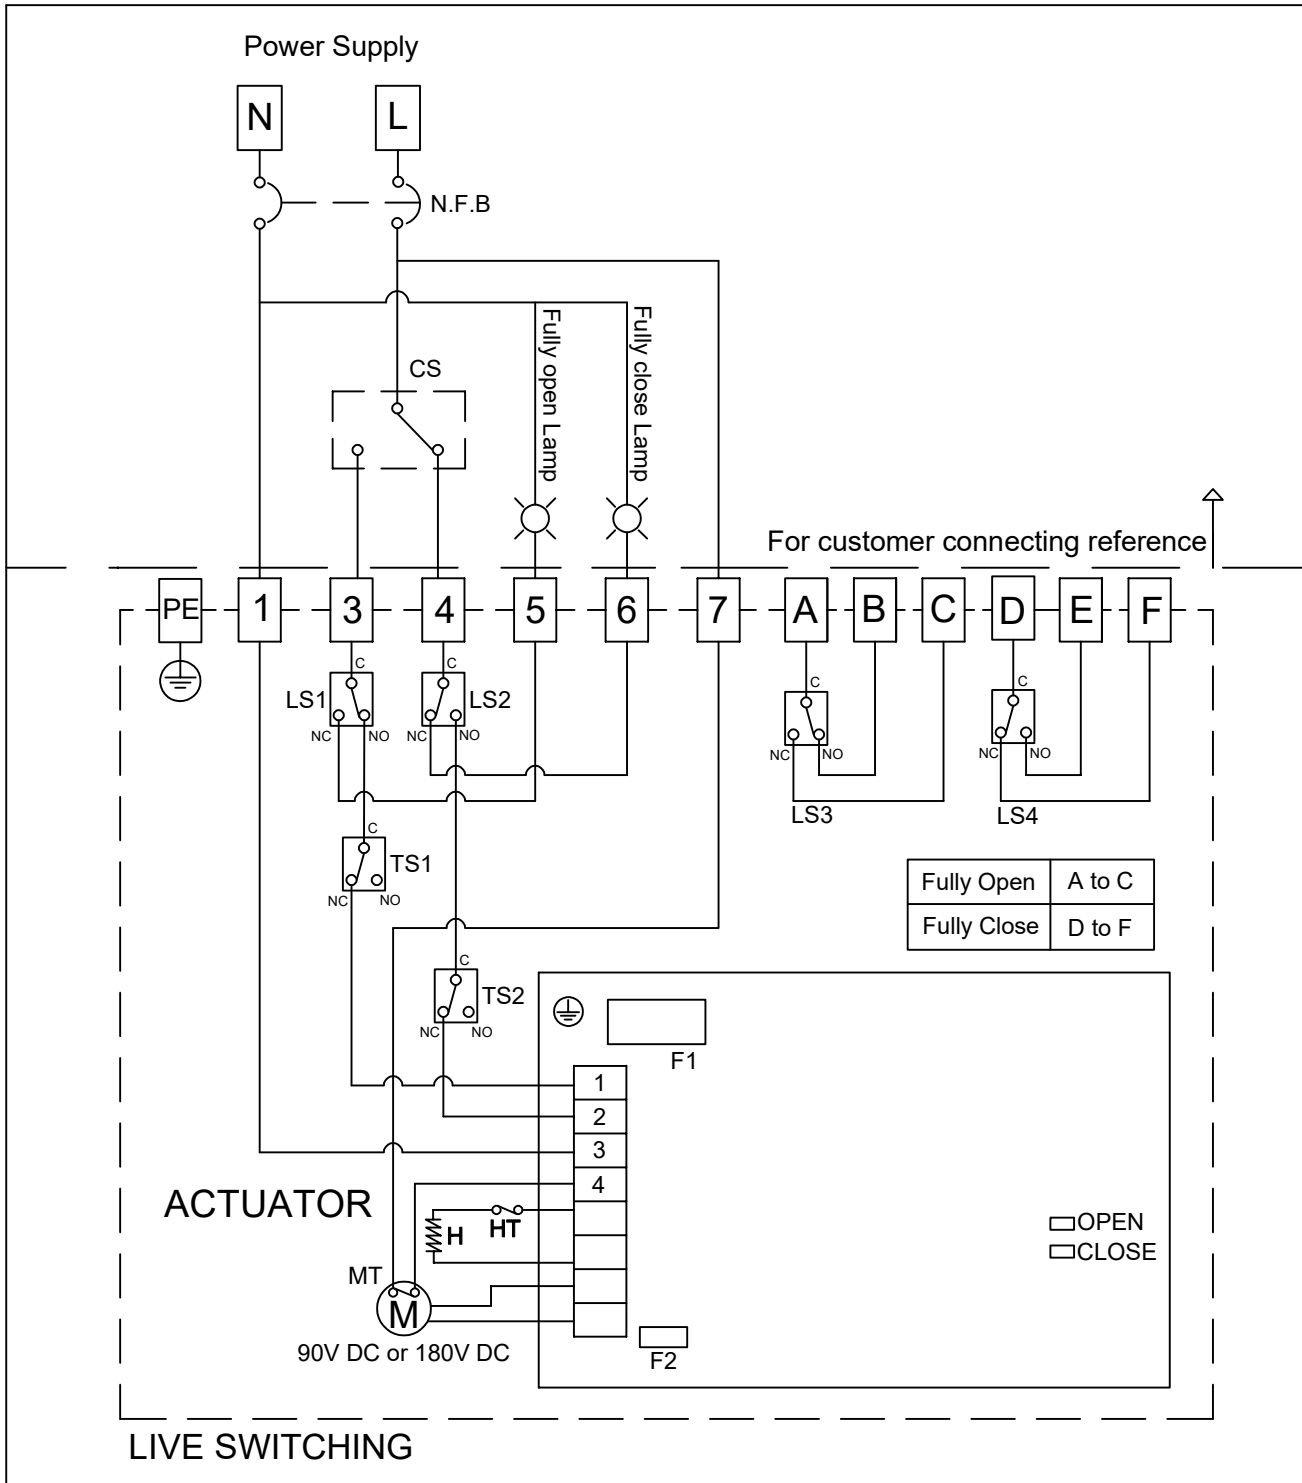 Power Supply
N L
N.F.B
CS
Fully open Lamp
Fully close Lamp
For customer connecting reference
PE 1 3 4 5 6 7 A B C D E F
C C C C
LS1 LS2
NC NO NC NO NC NO NC NO
LS3 LS4
C
TS1
NC NO
Fully Open A to C
Fully Close D to F
C
TS2
NC NO
F1
1
2
3
4
ACTUATOR
H HT
OPEN
CLOSE
MT
M
90V DC or 180V DC
F2
LIVE SWITCHING